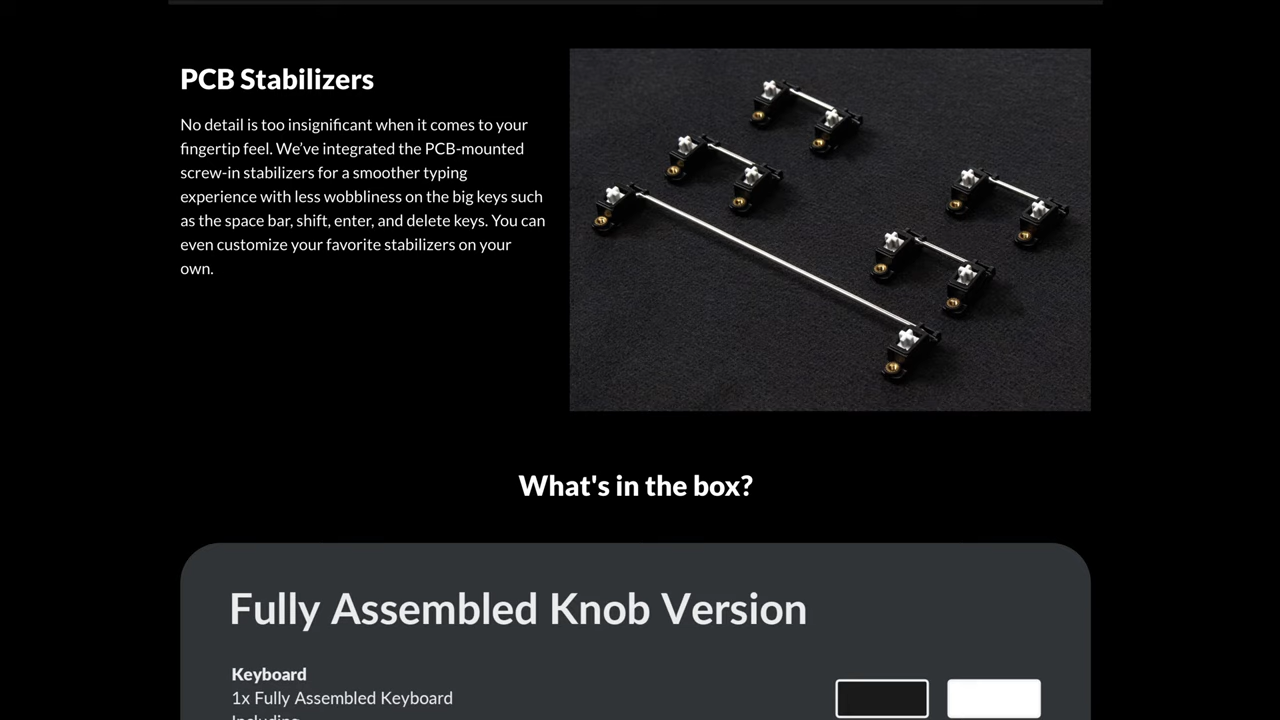 PCB Stabilizers
No detail is too insignificant when it comes to your
fingertip feel. We've integrated the PCB-mounted
screw-in stabilizers for a smoother typing
experience with less wobbliness on the big keys such
as the space bar, shift, enter, and delete keys. You can
even customize your favorite stabilizers on your
own.
What's in the box?
Fully Assembled Knob Version
Keyboard
1x Fully Assembled Keyboard
Including